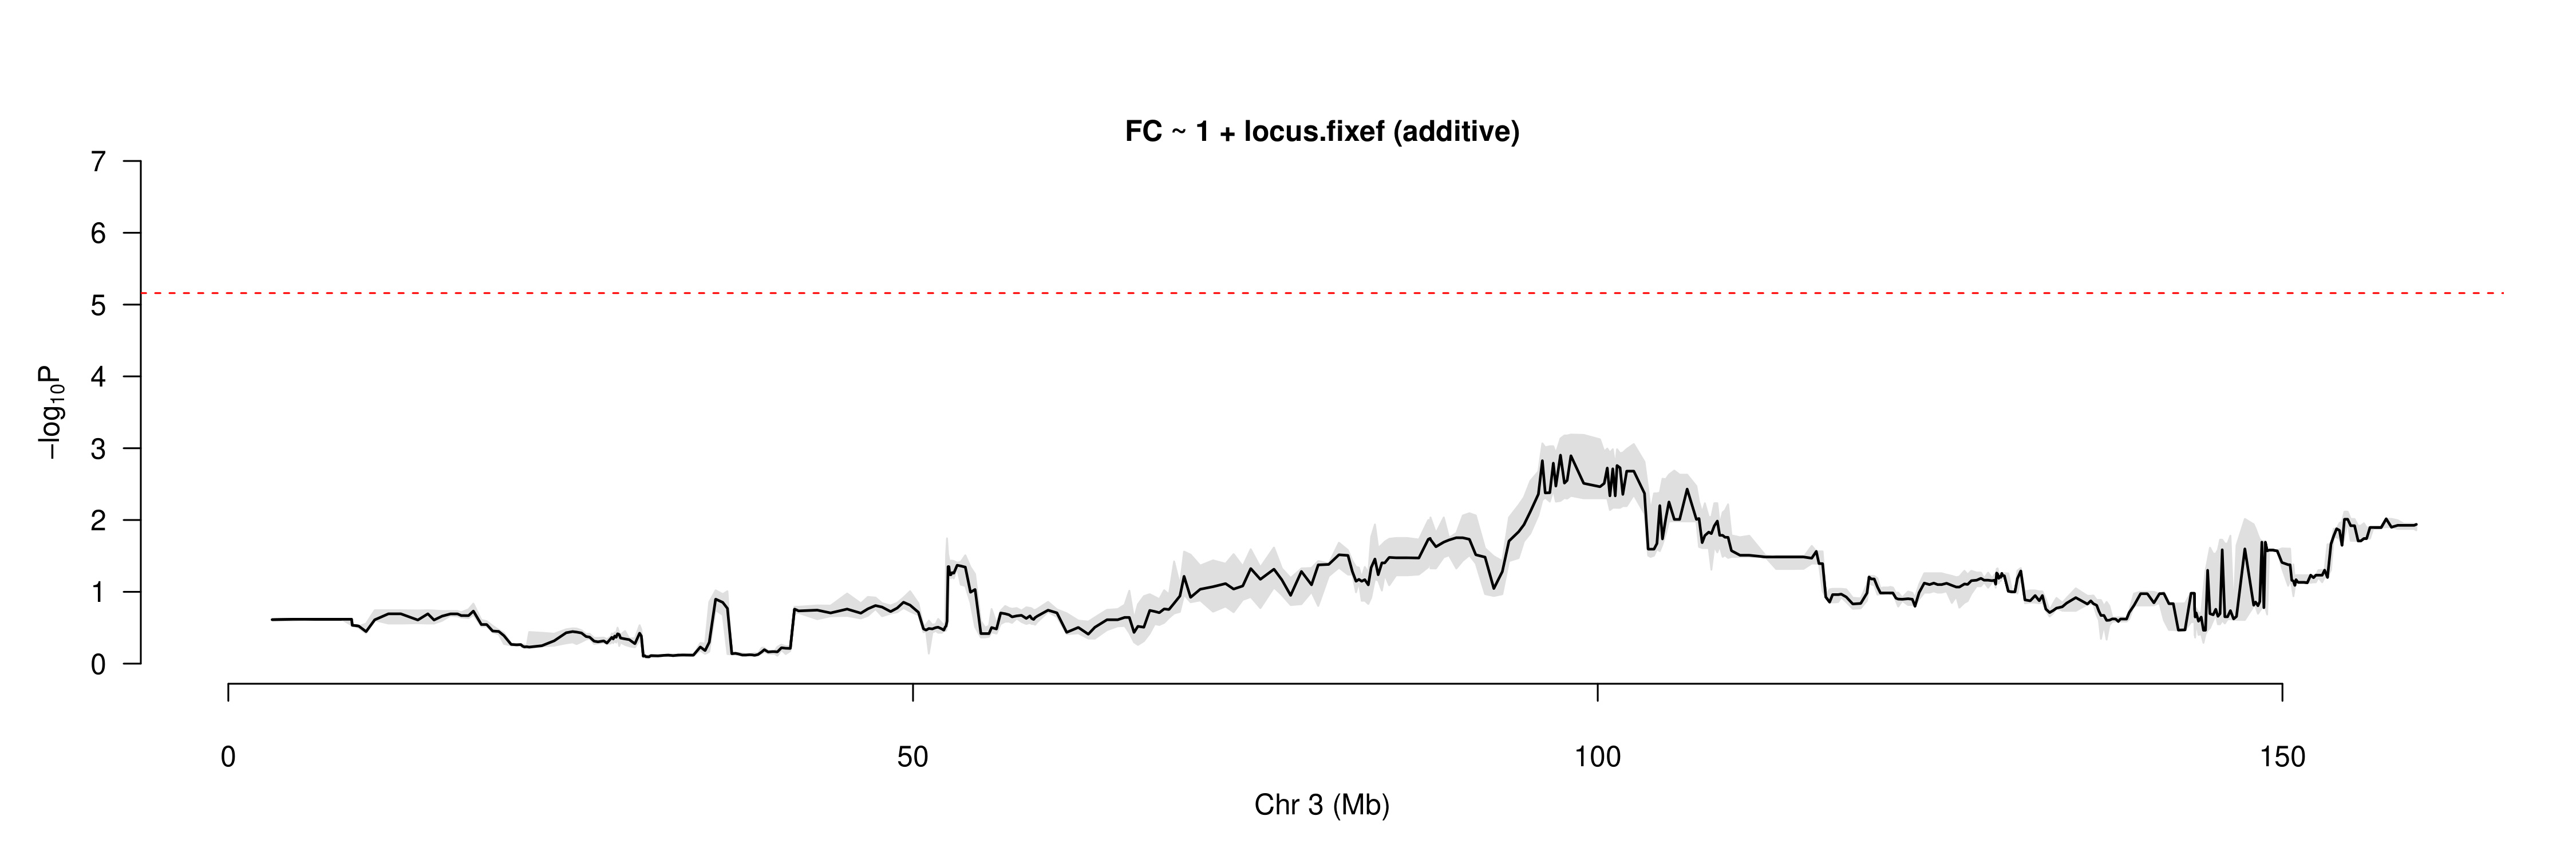 FC ~ 1 + locus.fixef (additive)
7
6
5
4
3
2
1
0
−log₁₀P
0 50 100 150
Chr 3 (Mb)